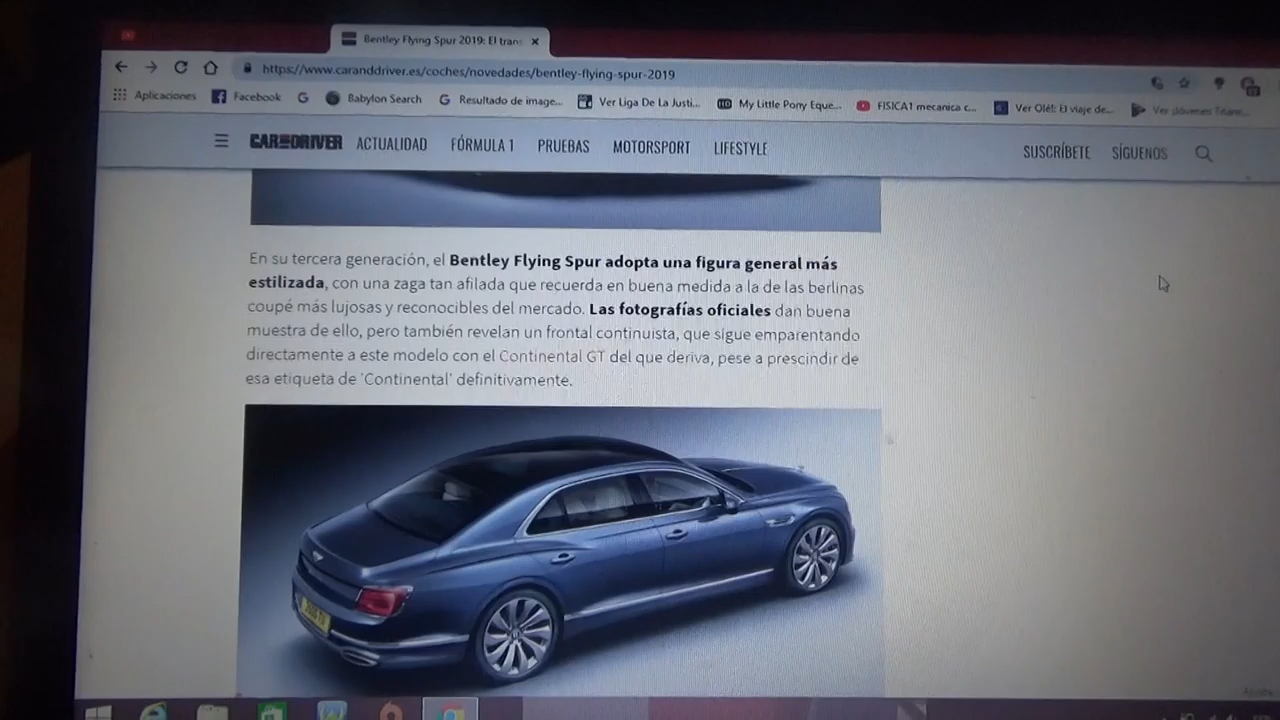 Bentley Flying Spur 2019: El trans
https://www.caranddriver.es/coches/novedades/bentley-flying-spur-2019
Aplicaciones Facebook Babylon Search Resultado de image... Ver Liga De La Justi... My Little Pony Eque... FISICA1 mecanica c... Ver Olé!: El viaje de... Ver Jóvenes Titane...
CAR AND DRIVER ACTUALIDAD FÓRMULA 1 PRUEBAS MOTORSPORT LIFESTYLE SUSCRÍBETE SÍGUENOS
En su tercera generación, el Bentley Flying Spur adopta una figura general más
estilizada, con una zaga tan afilada que recuerda en buena medida a la de las berlinas
coupé más lujosas y reconocibles del mercado. Las fotografías oficiales dan buena
muestra de ello, pero también revelan un frontal continuista, que sigue emparentando
directamente a este modelo con el Continental GT del que deriva, pese a prescindir de
esa etiqueta de 'Continental' definitivamente.